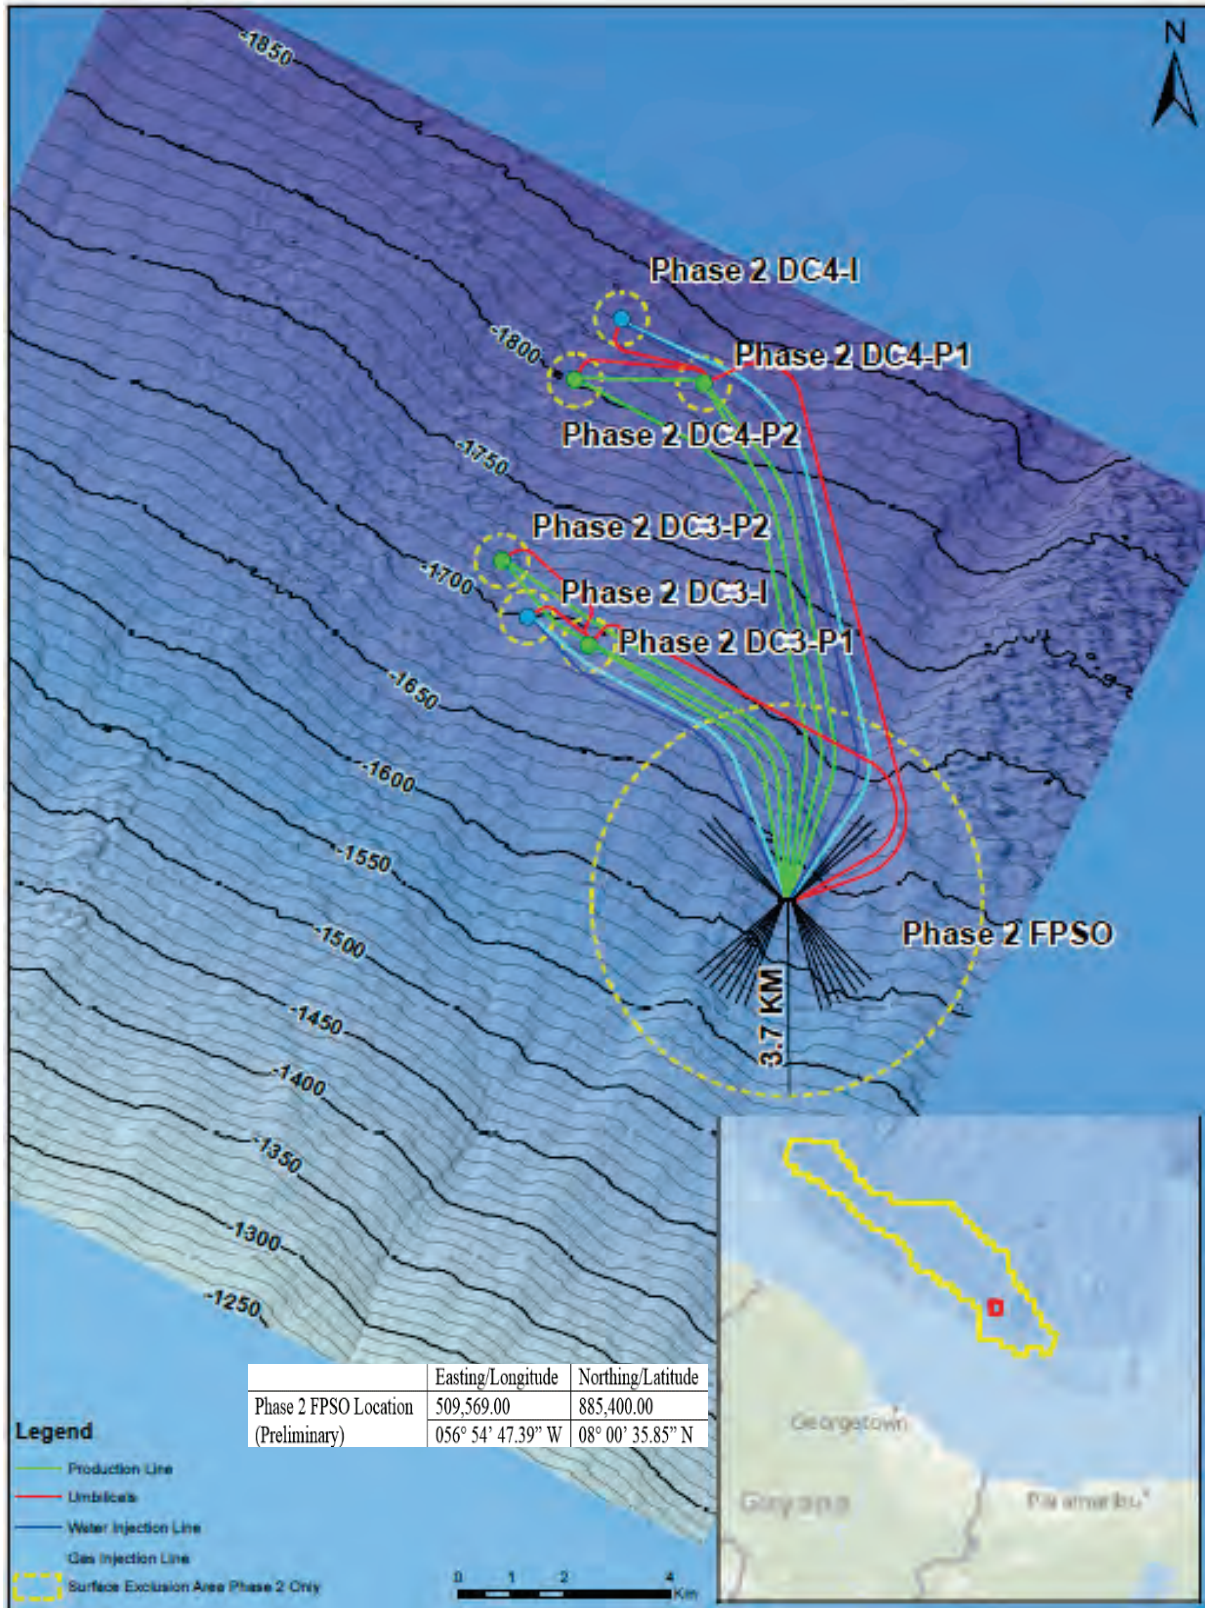 -1850
N
Phase 2 DC4-I
-1800
Phase 2 DC4-P1
Phase 2 DC4-P2
-1750
Phase 2 DC3-P2
-1700
Phase 2 DC3-I
Phase 2 DC3-P1
-1650
-1600
-1550
Phase 2 FPSO
-1500
3.7 KM
-1450
-1400
-1350
-1300
-1250
Easting/Longitude Northing/Latitude
Phase 2 FPSO Location 509,569.00 885,400.00
(Preliminary) 056° 54' 47.39" W 08° 00' 35.85" N
Legend
Production Line
Umbilicals
Water Injection Line
Gas Injection Line
Surface Exclusion Area Phase 2 Only
0 1 2 4
Km
Georgetown
Guyana
Paramaribo